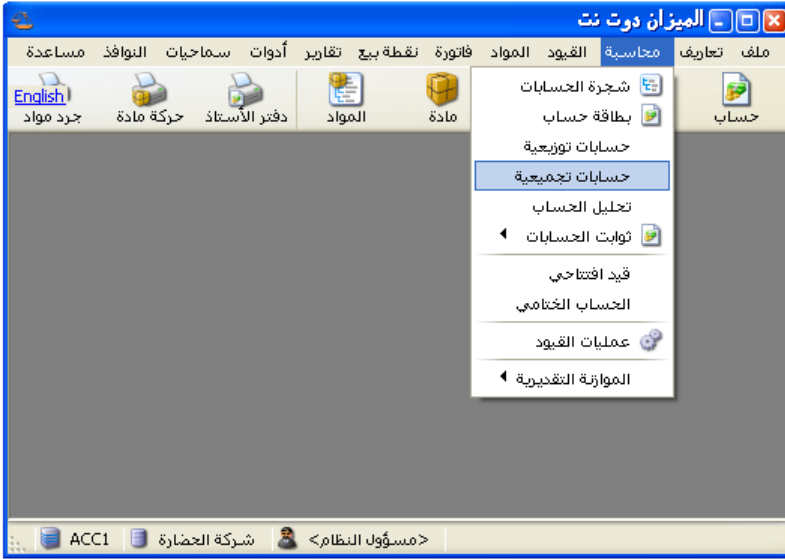 الميزان دوت نت
ملف تعاريف محاسبة القيود المواد فاتورة نقطة بيع تقارير أدوات سماحيات النوافذ مساعدة
حساب مادة المواد دفتر الأستاذ حركة مادة جرد مواد
English
شجرة الحسابات
بطاقة حساب
حسابات توزيعية
حسابات تجميعية
تحليل الحساب
ثوابت الحسابات
قيد افتتاحي
الحساب الختامي
عمليات القيود
الموازنة التقديرية
<مسؤول النظام> شركة الحضارة ACC1